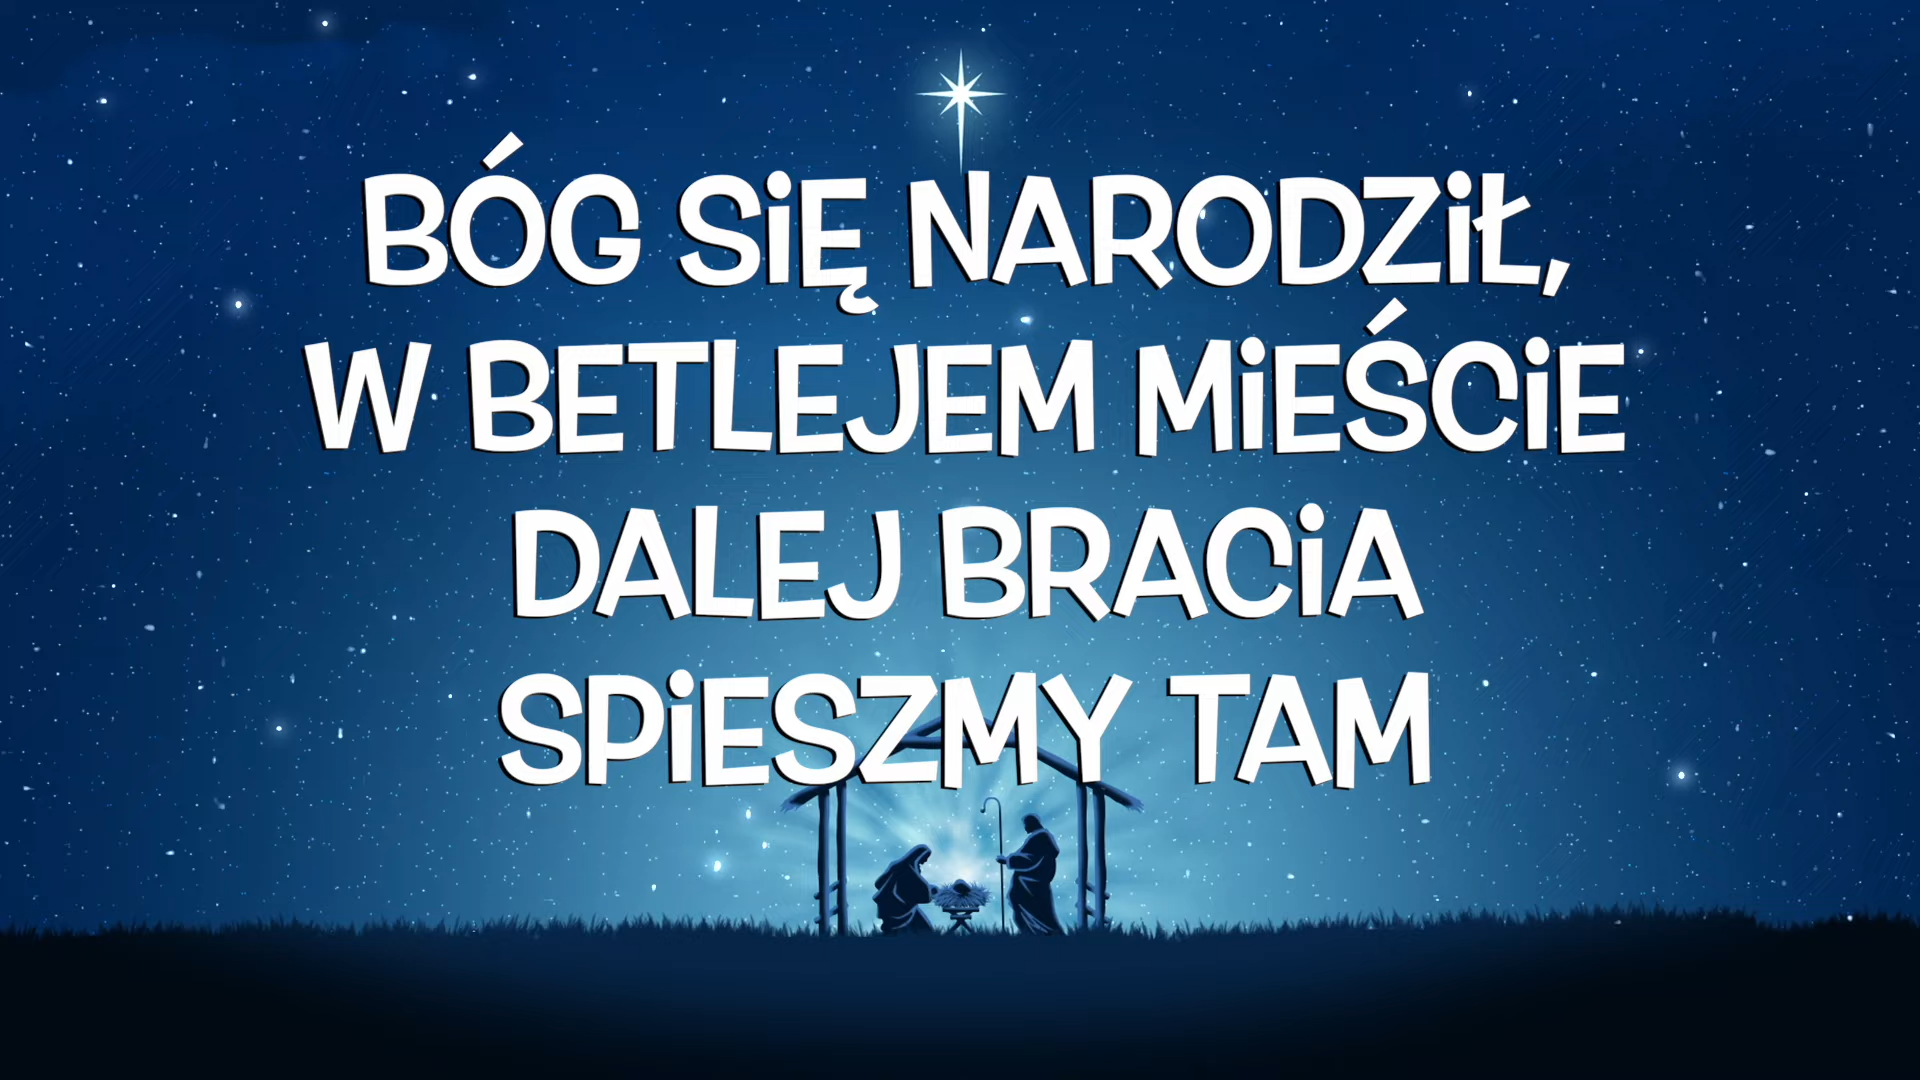 BÓG SIĘ NARODZIŁ,
W BETLEJEM MIEŚCIE
DALEJ BRACIA
SPIESZMY TAM